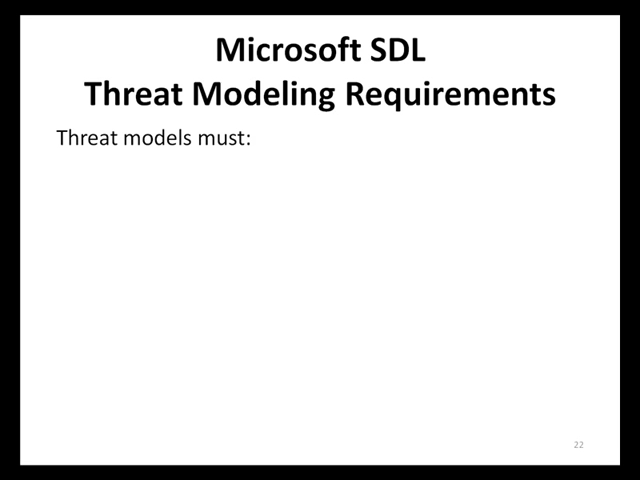 Microsoft SDL
Threat Modeling Requirements
Threat models must:
22